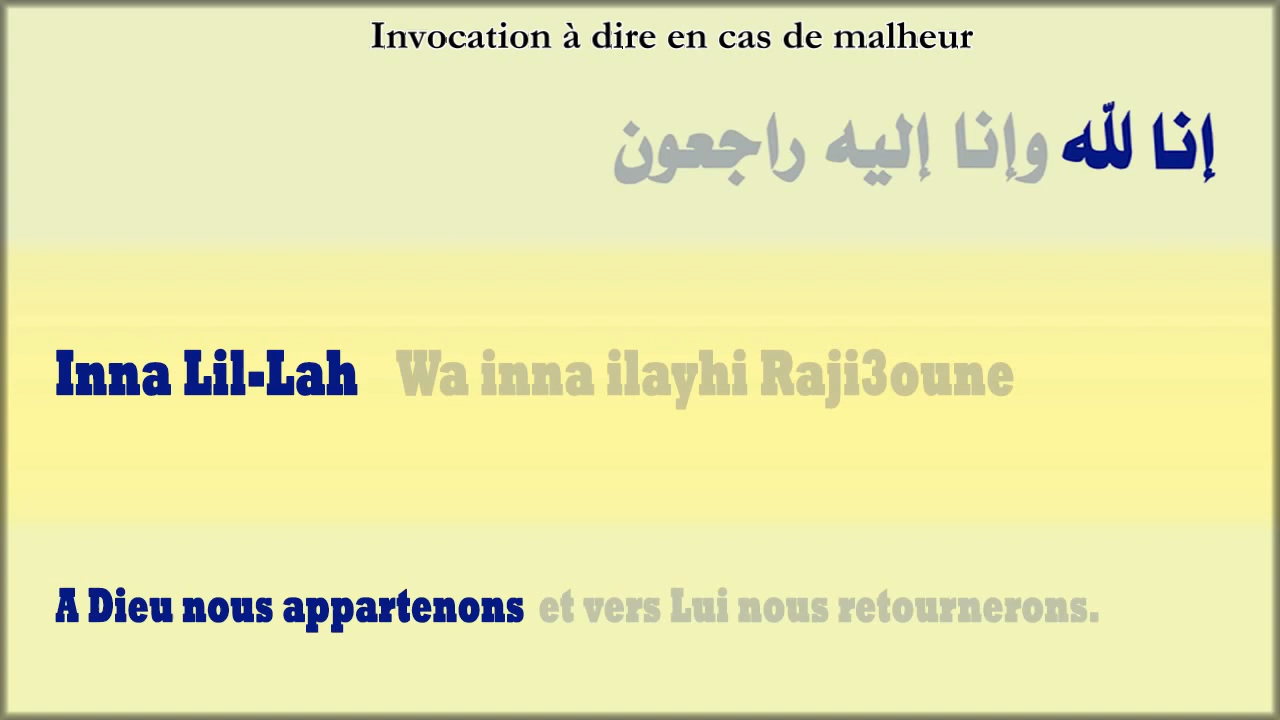 Invocation à dire en cas de malheur
إنا لله وإنا إليه راجعون
Inna Lil-Lah Wa inna ilayhi Raji3oune
A Dieu nous appartenons et vers Lui nous retournerons.